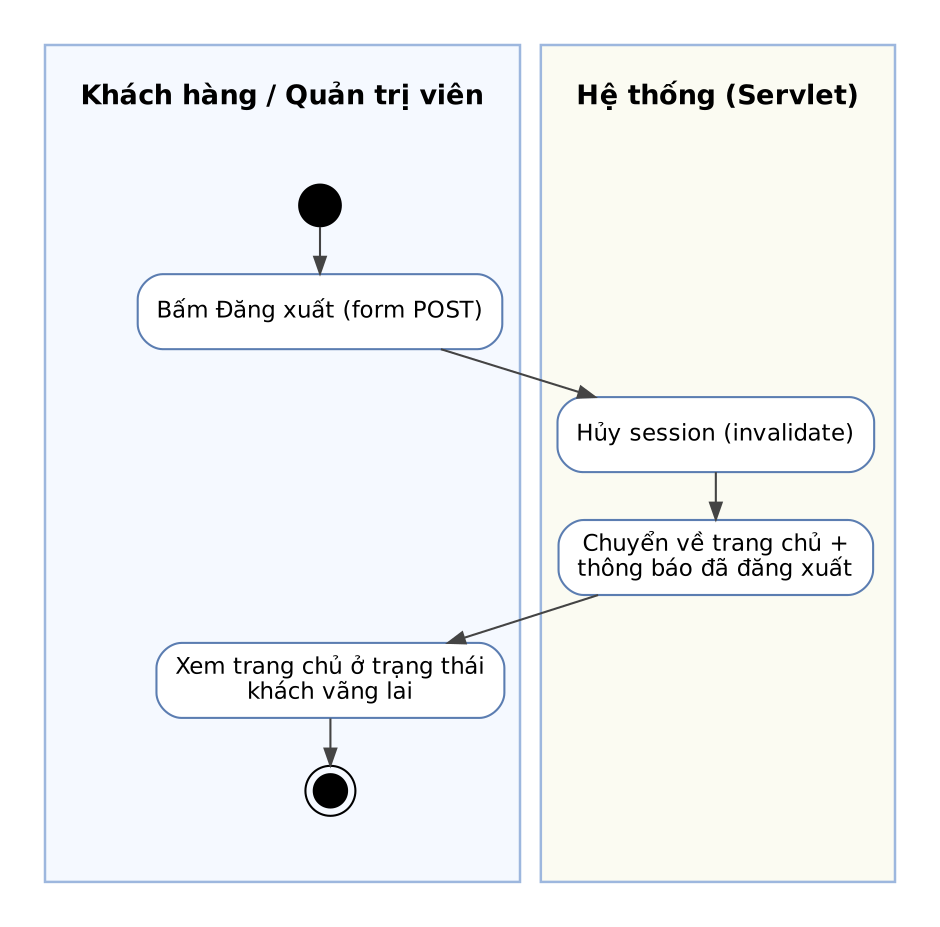 Khách hàng / Quản trị viên
Hệ thống (Servlet)
Bấm Đăng xuất (form POST)
Hủy session (invalidate)
Chuyển về trang chủ +
thông báo đã đăng xuất
Xem trang chủ ở trạng thái
khách vãng lai